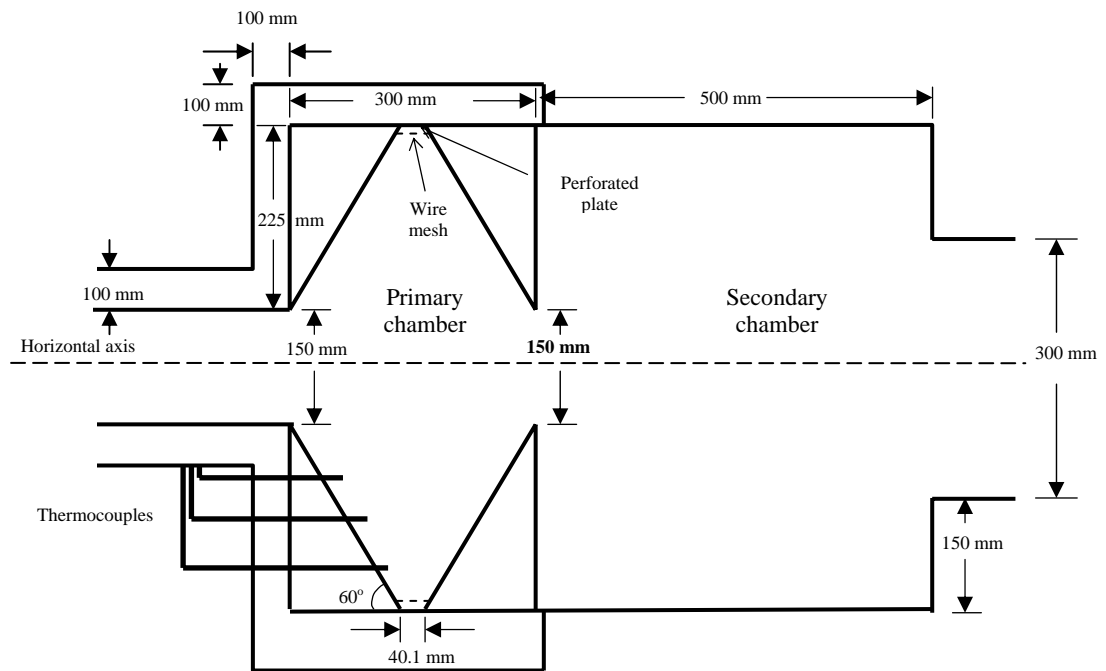 100 mm
100 mm
300 mm
500 mm
Perforated
plate
Wire
mesh
225 mm
100 mm
Primary
chamber
Secondary
chamber
Horizontal axis
150 mm
150 mm
300 mm
Thermocouples
150 mm
60°
40.1 mm